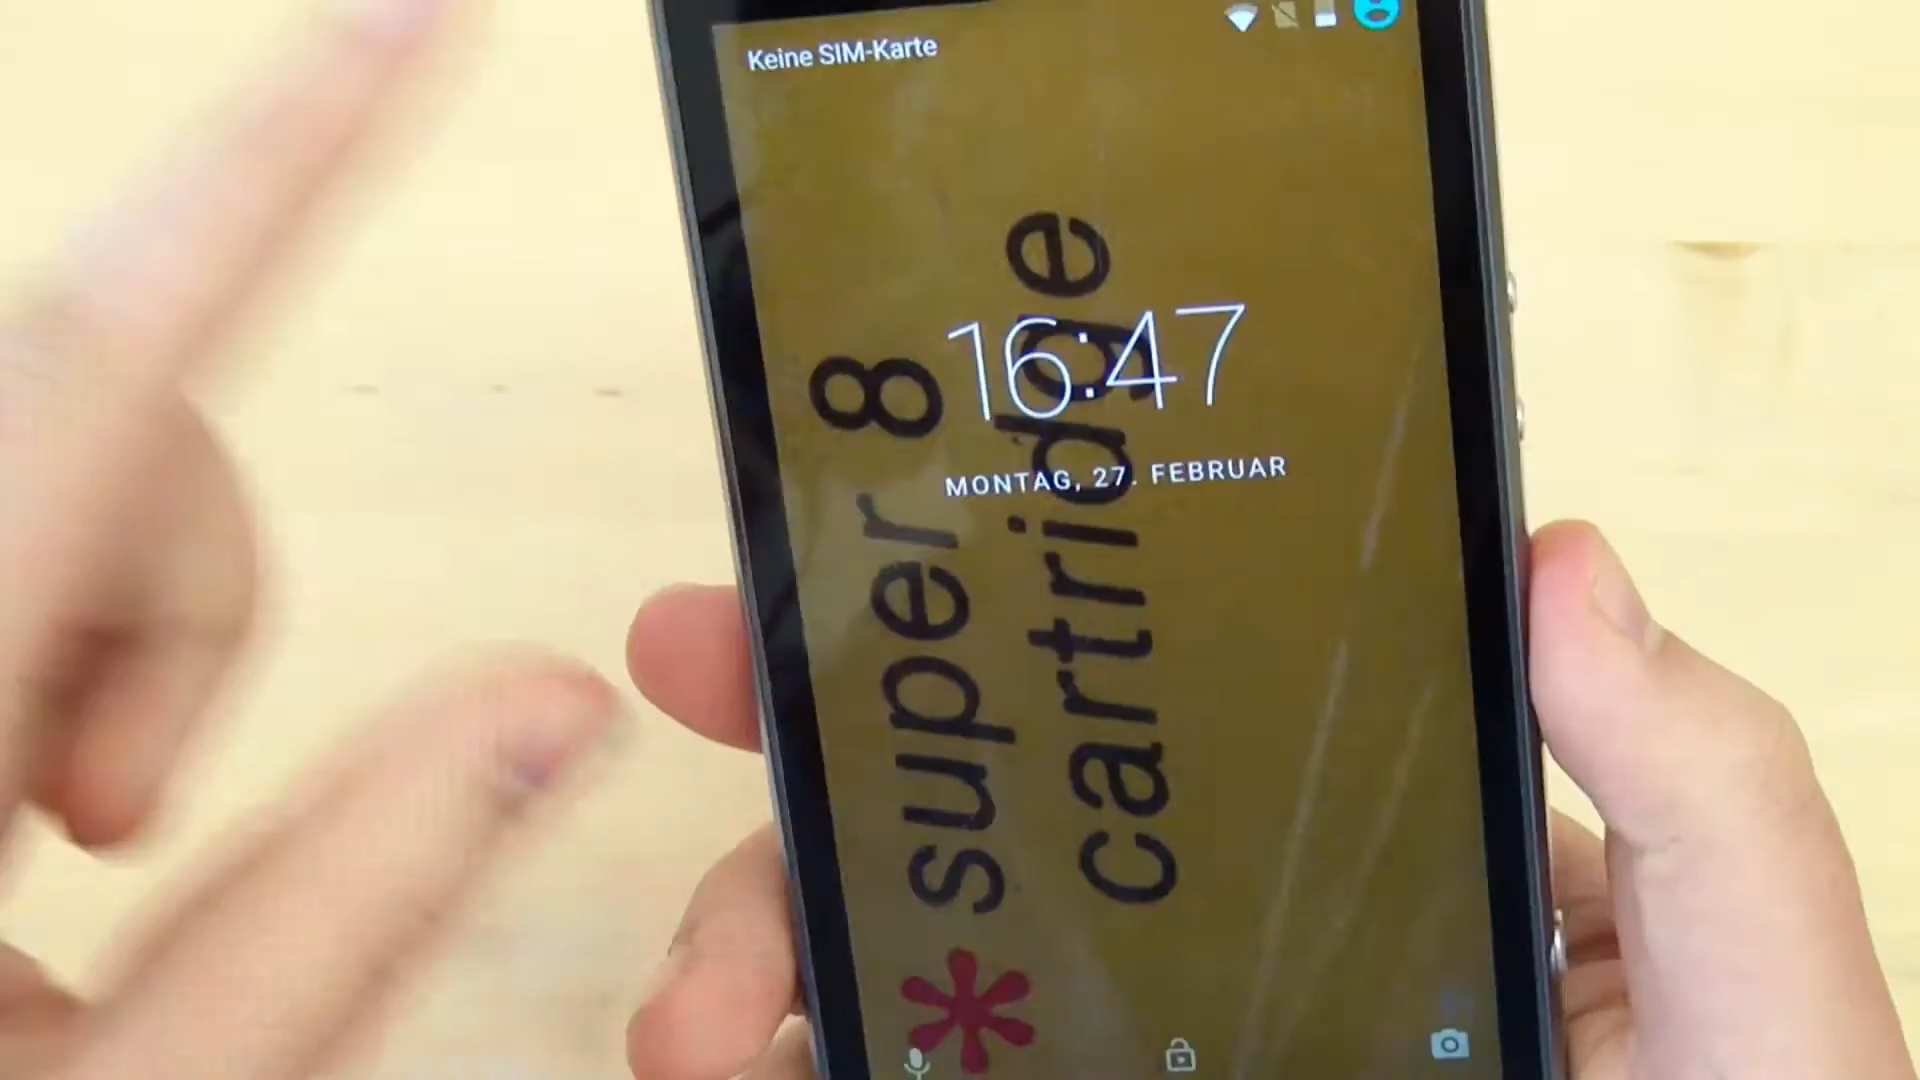 Keine SIM-Karte
16:47
MONTAG, 27. FEBRUAR
super 8
cartridge